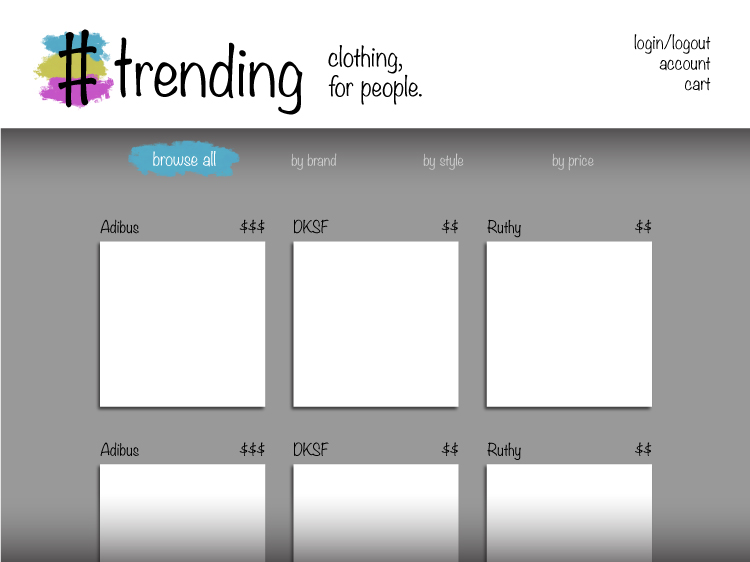 #trending
clothing,
for people.
login/logout
account
cart
browse all
by brand
by style
by price
Adibus $$$
DKSF $$
Ruthy $$
Adibus $$$
DKSF $$
Ruthy $$